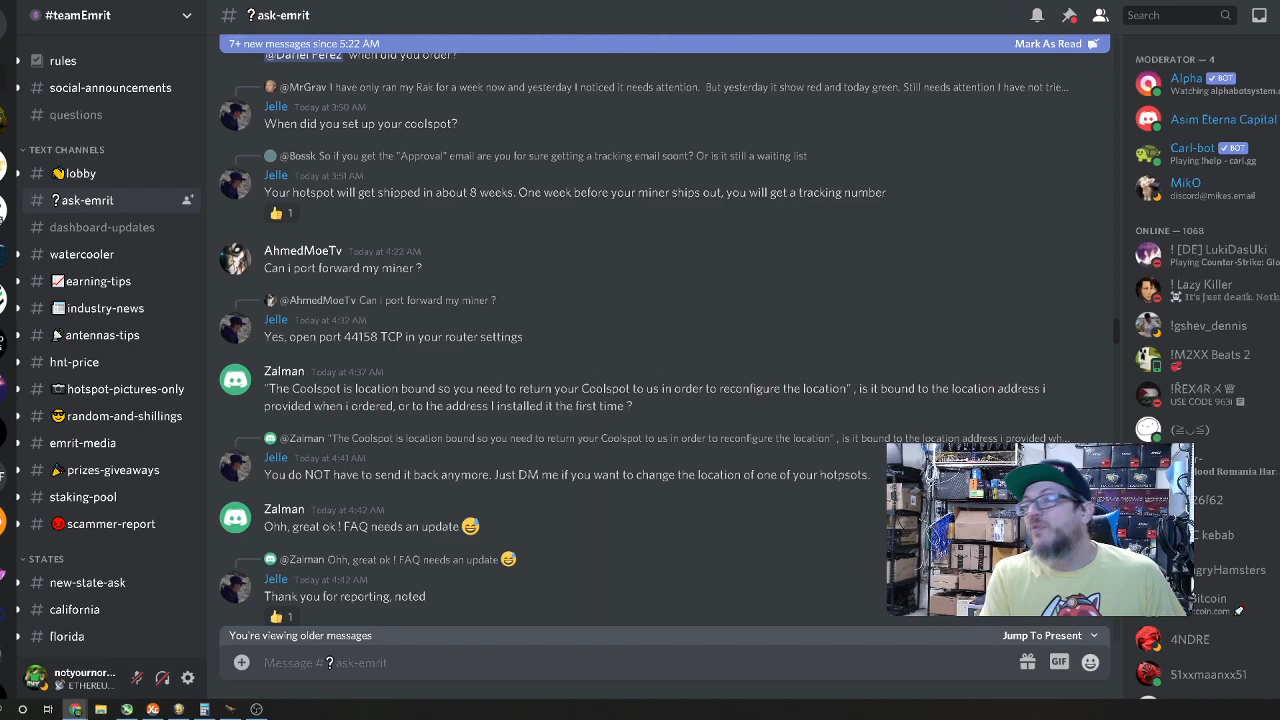 #teamEmrit
rules
social-announcements
questions
TEXT CHANNELS
lobby
ask-emrit
dashboard-updates
watercooler
earning-tips
industry-news
antennas-tips
hnt-price
hotspot-pictures-only
random-and-shillings
emrit-media
prizes-giveaways
staking-pool
scammer-report
STATES
new-state-ask
california
florida
notyournor...
ETHEREU...
# ❓ask-emrit
Search
7+ new messages since 5:22 AM
Mark As Read
@Dariel Perez when did you order?
@MrGrav I have only ran my Rak for a week now and yesterday I noticed it needs attention. But yesterday it show red and today green. Still needs attention I have not trie...
Jelle Today at 3:50 AM
When did you set up your coolspot?
@Bossk So if you get the "Approval" email are you for sure getting a tracking email soont? Or is it still a waiting list
Jelle Today at 3:51 AM
Your hotspot will get shipped in about 8 weeks. One week before your miner ships out, you will get a tracking number
👍 1
AhmedMoeTv Today at 4:22 AM
Can i port forward my miner ?
@AhmedMoeTv Can i port forward my miner ?
Jelle Today at 4:32 AM
Yes, open port 44158 TCP in your router settings
Zalman Today at 4:37 AM
"The Coolspot is location bound so you need to return your Coolspot to us in order to reconfigure the location" , is it bound to the location address i
provided when i ordered, or to the address I installed it the first time ?
@Zalman "The Coolspot is location bound so you need to return your Coolspot to us in order to reconfigure the location" , is it bound to the location address i provided wh...
Jelle Today at 4:41 AM
You do NOT have to send it back anymore. Just DM me if you want to change the location of one of your hotpsots.
Zalman Today at 4:42 AM
Ohh, great ok ! FAQ needs an update 😅
@Zalman Ohh, great ok ! FAQ needs an update 😅
Jelle Today at 4:42 AM
Thank you for reporting, noted
👍 1
You're viewing older messages
Jump To Present
Message #❓ask-emrit
GIF
MODERATOR — 4
Alpha ✓ BOT
Watching alphabotsystem.com
Asim Eterna Capital
Carl-bot ✓ BOT
Playing !help - carl.gg
MikO
discord@mikes.email
ONLINE — 1068
! [DE] LukiDasUki
Playing Counter-Strike: Glo
! Lazy Killer
It's just death. Noth
!gshev_dennis
!M2XX Beats 2
USE CODE 963i
(≧◡≦)
Hood Romania Har.
26f62
C kebab
ngryHamsters
itcoin
coin.com
4NDRE
51xxmaanxx51